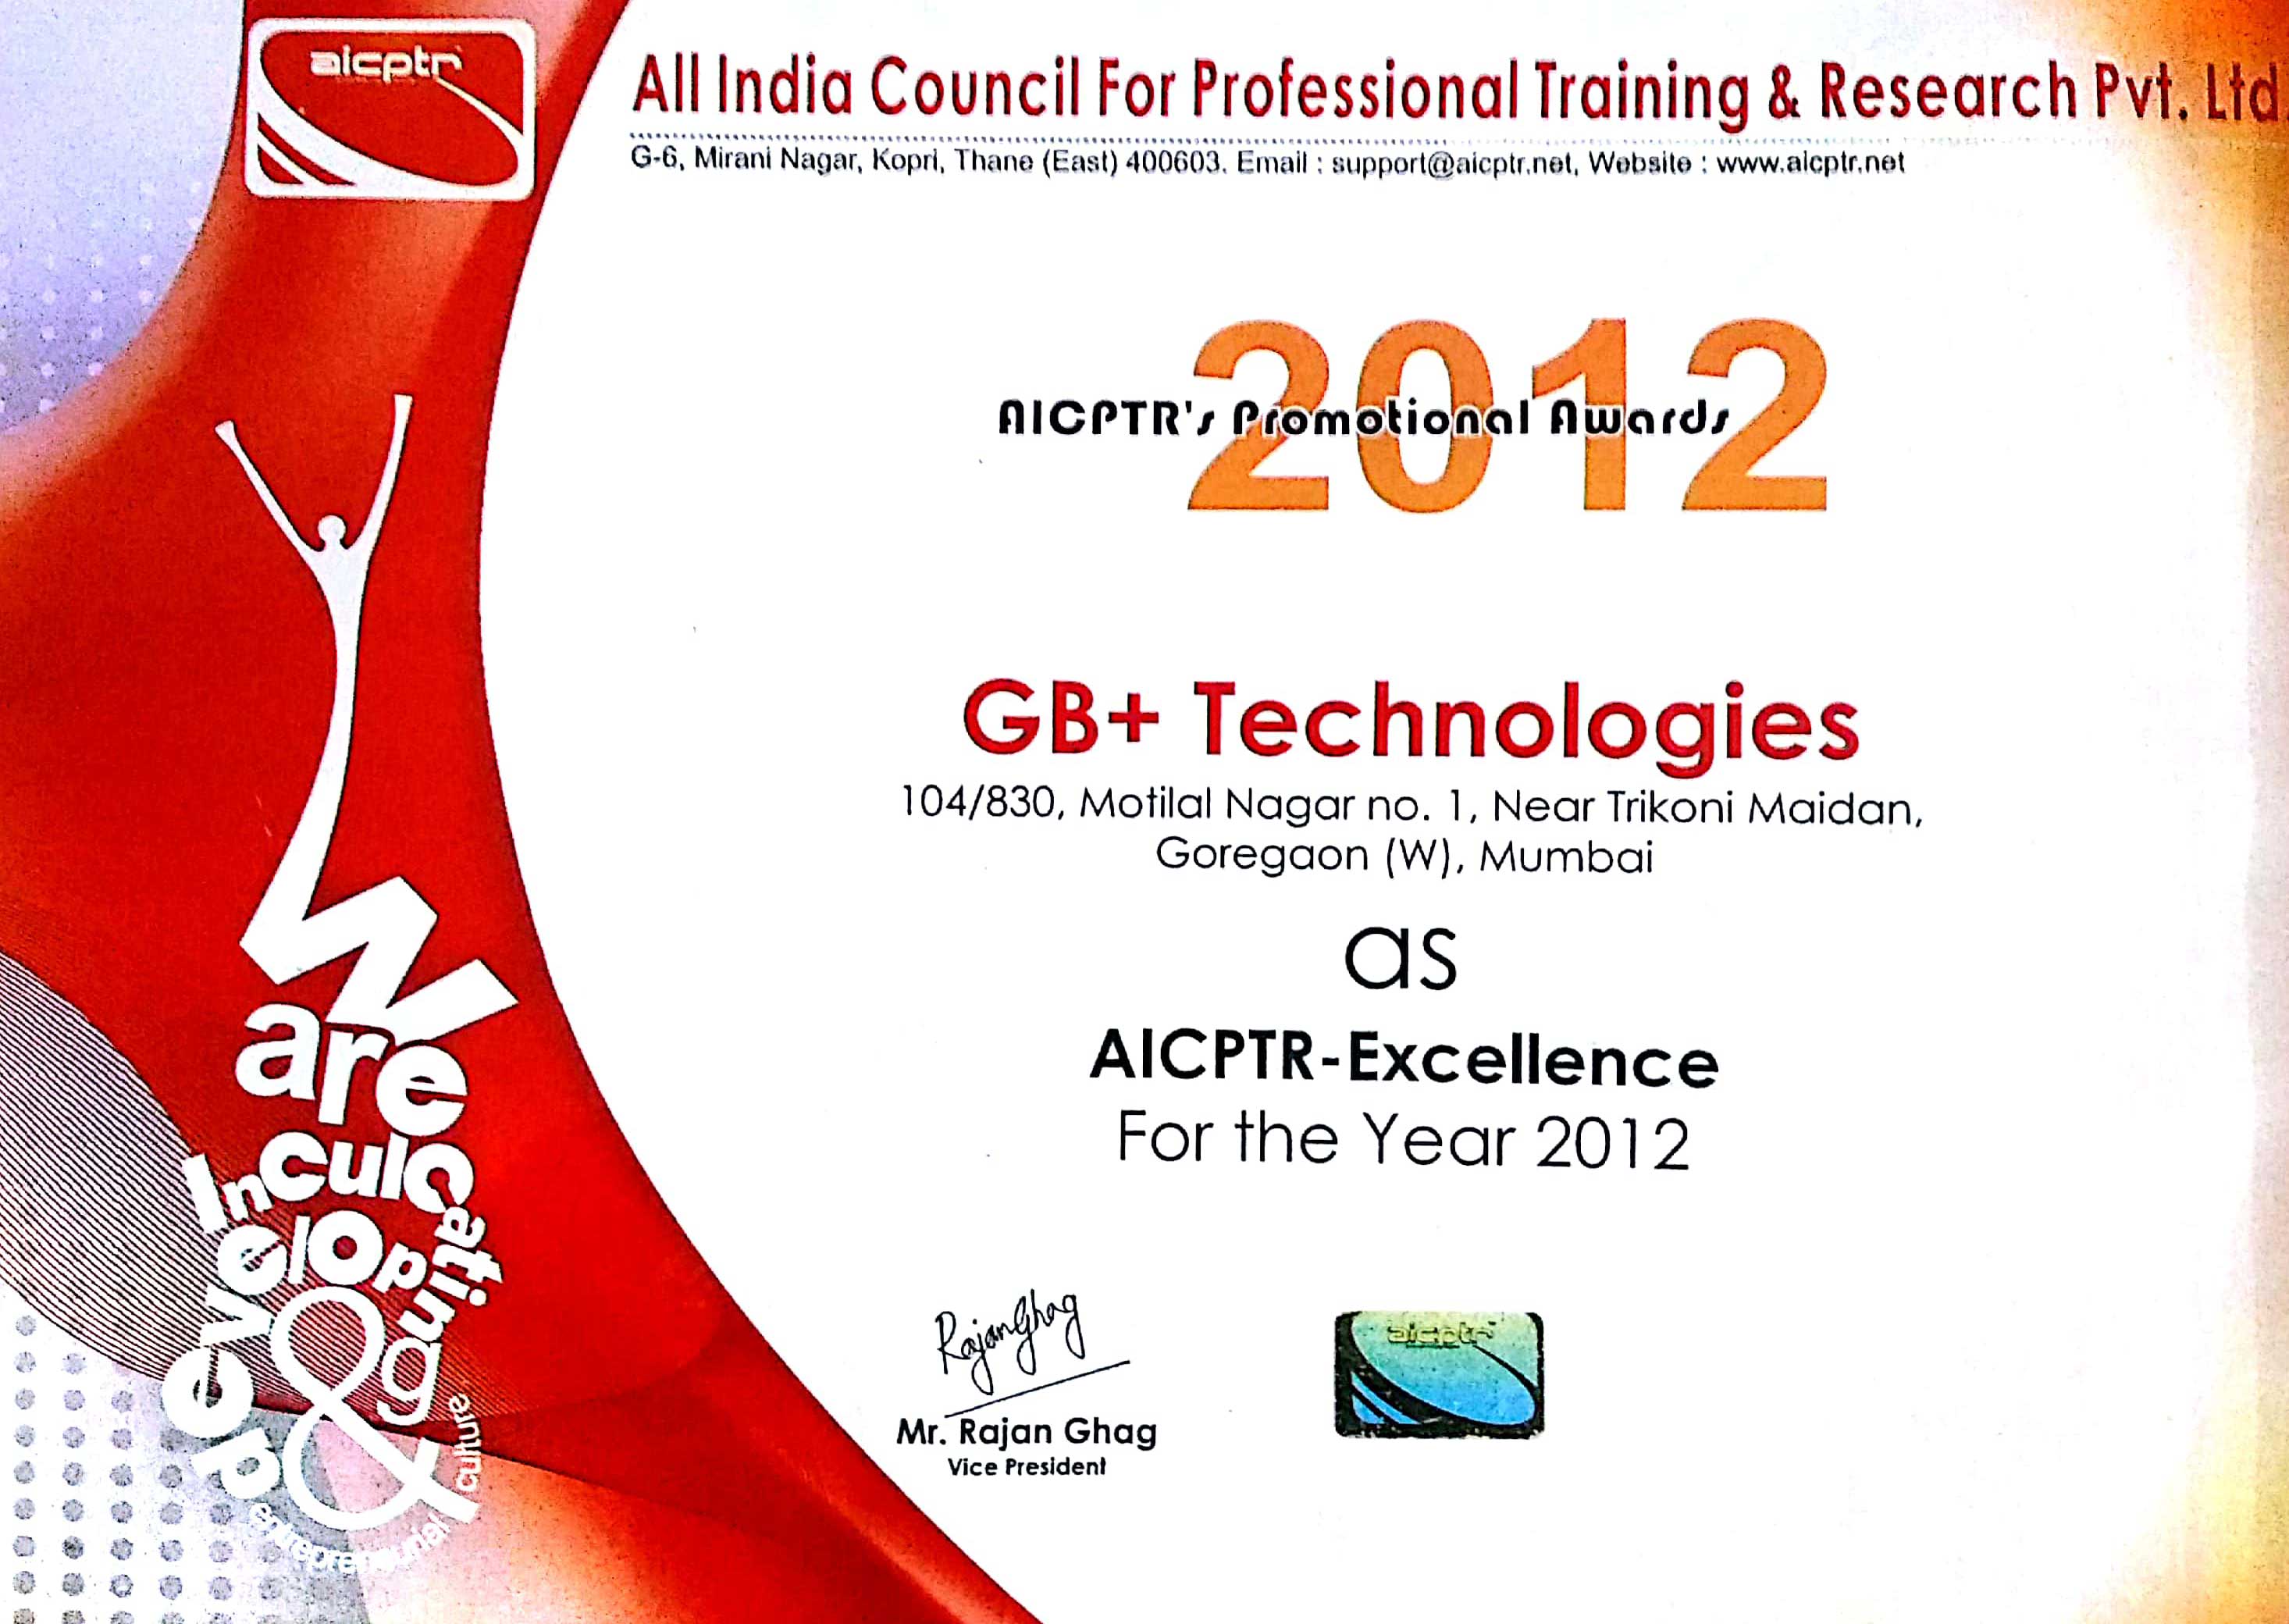 aicptr
All India Council For Professional Training & Research Pvt. Ltd.
G-6, Mirani Nagar, Kopri, Thane (East) 400603. Email : support@aicptr.net, Website : www.aicptr.net
2012
AICPTR's Promotional Awards
GB+ Technologies
104/830, Motilal Nagar no. 1, Near Trikoni Maidan,
Goregaon (W), Mumbai
as
AICPTR-Excellence
For the Year 2012
We
are
Inculcating
&
Developing
entrepreneurial culture
RajanGhag
Mr. Rajan Ghag
Vice President
aicptr